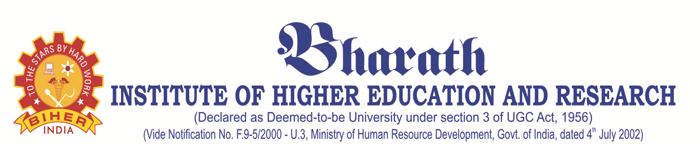 TO THE STARS BY HARD WORK
BIHER
INDIA
Bharath
INSTITUTE OF HIGHER EDUCATION AND RESEARCH
(Declared as Deemed-to-be University under section 3 of UGC Act, 1956)
(Vide Notification No. F.9-5/2000 - U.3, Ministry of Human Resource Development, Govt. of India, dated 4th July 2002)